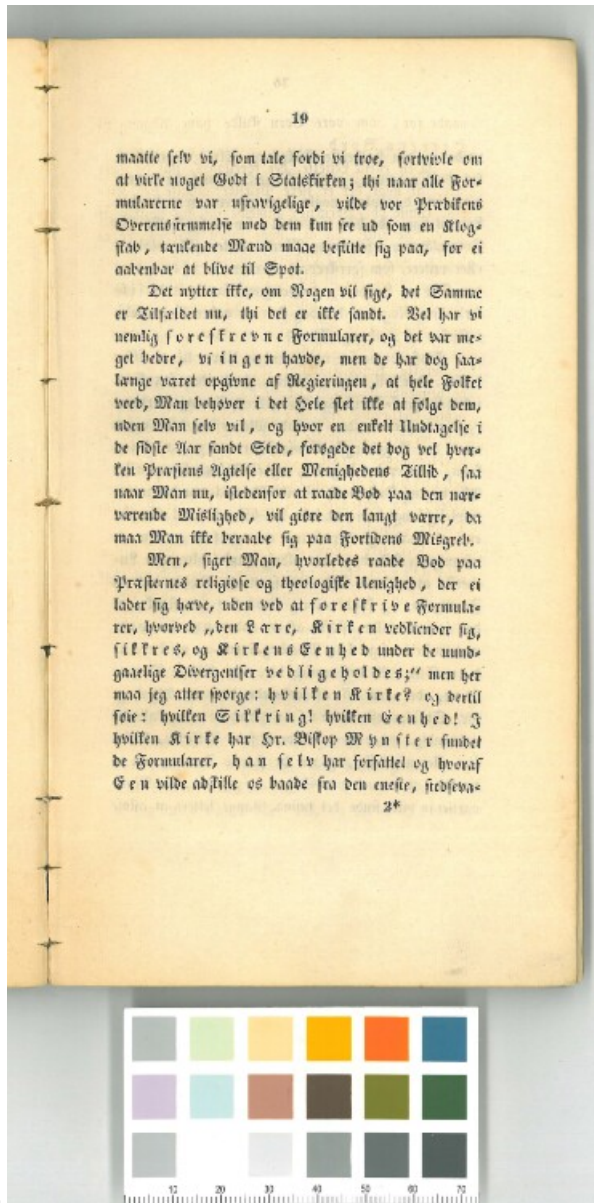 19
maatte selv vi, som tale fordi vi troe, fortvivle om
at virke noget Godt i Statskirken; thi naar alle For-
mularerne var ufravigelige, vilde vor Prædikens
Overensstemmelse med dem kun see ud som en Klog-
skab, tænkende Mænd maae beflitte sig paa, for ei
aabenbar at blive til Spot.
Det nytter ikke, om Nogen vil sige, det Samme
er Tilfældet nu, thi det er ikke sandt. Vel har vi
nemlig foreskrevne Formularer, og det var me-
get bedre, vi ingen havde, men de har dog saa-
længe været opgivne af Regieringen, at hele Folket
veed, Man behøver i det Hele slet ikke at følge dem,
uden Man selv vil, og hvor en enkelt Undtagelse i
de sidste Aar fandt Sted, forøgede det dog vel hver-
ken Præstens Agtelse eller Menighedens Tillid, saa
naar Man nu, istedenfor at raade Bod paa den nær-
værende Mislighed, vil giøre den langt værre, da
maa Man ikke beraabe sig paa Fortidens Misgreb.
Men, siger Man, hvorledes raade Bod paa
Præsternes religiøse og theologiske Uenighed, der ei
lader sig hæve, uden ved at foreskrive Formula-
rer, hvorved „den Lære, Kirken vedkiender sig,
sikkres, og Kirkens Eenhed under de uund-
gaaelige Divergentser vedligeholdes;“ men her
maa jeg atter spørge: hvilken Kirke? og dertil
føie: hvilken Sikkring! hvilken Eenhed! I
hvilken Kirke har Hr. Biskop Mynster fundet
de Formularer, han selv har forfattet og hvoraf
Een vilde adskille os baade fra den eneste, stedseva-
2*
10 20 30 40 50 60 70